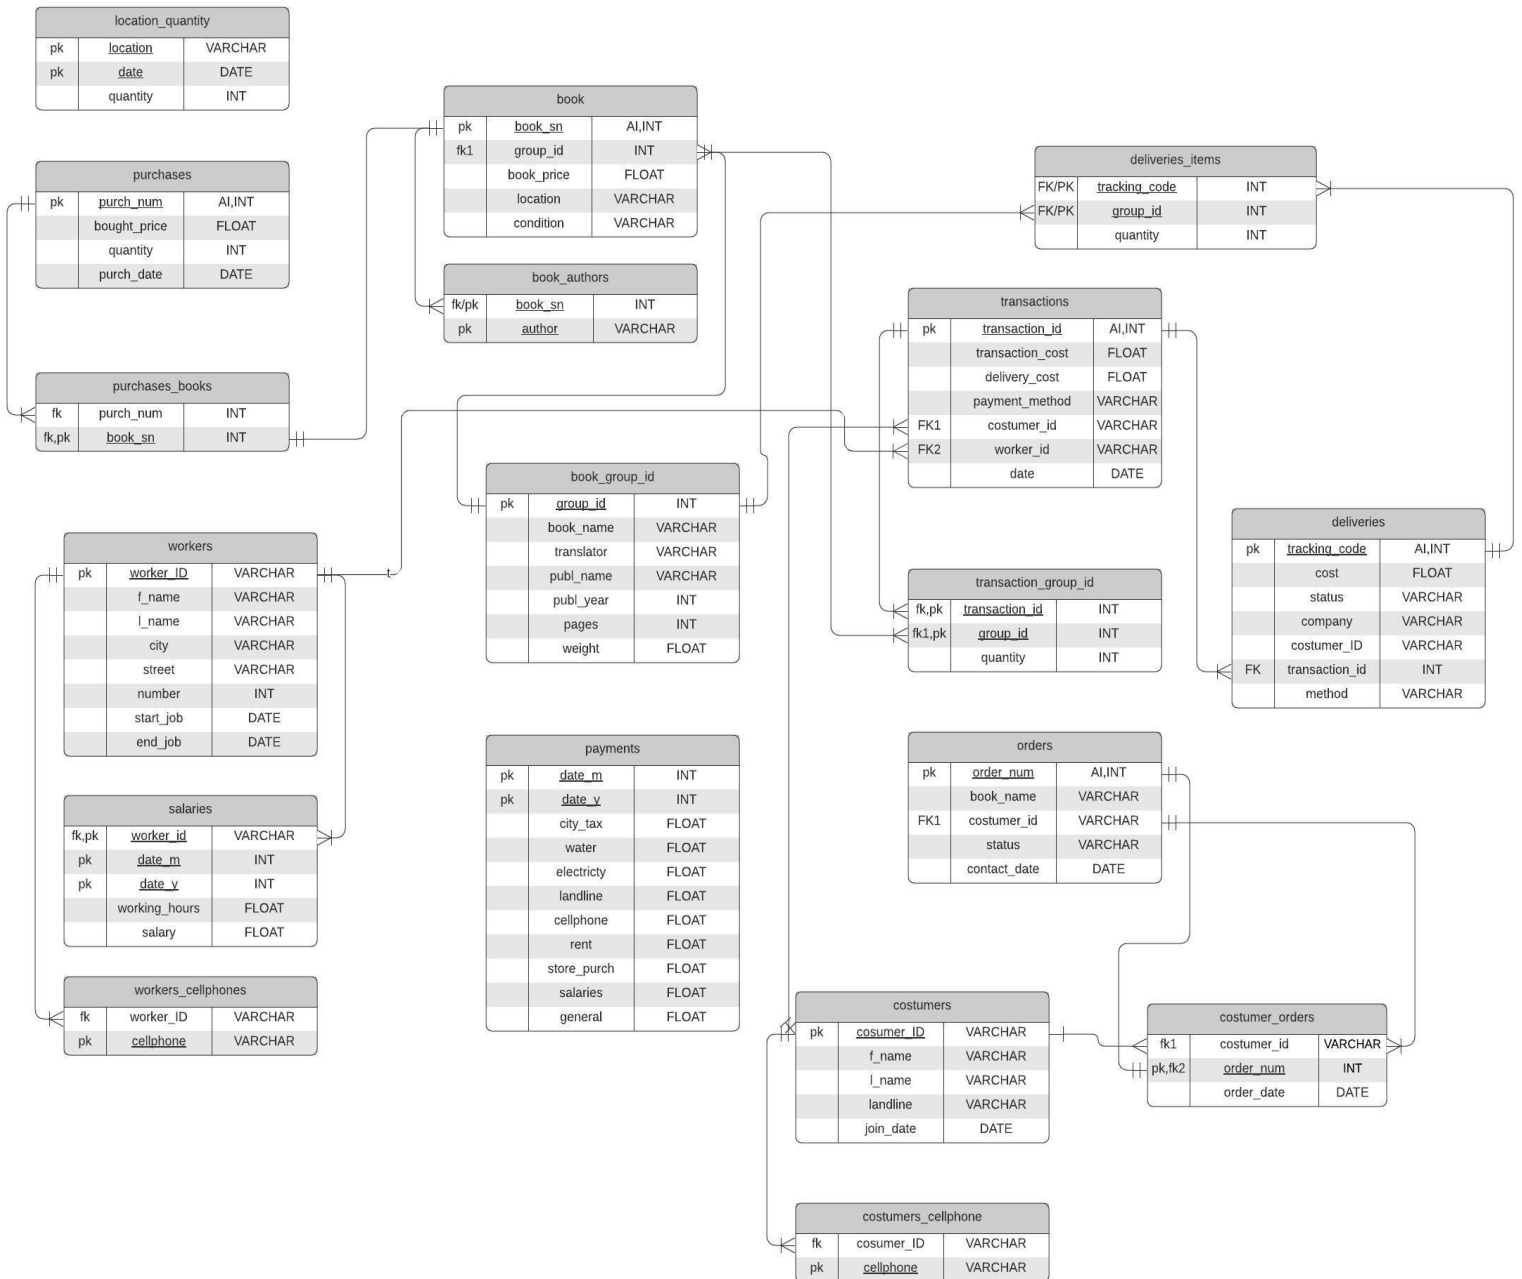 location_quantity
pk location VARCHAR
pk date DATE
quantity INT
purchases
pk purch_num AI,INT
bought_price FLOAT
quantity INT
purch_date DATE
purchases_books
fk purch_num INT
fk,pk book_sn INT
workers
pk worker_ID VARCHAR
f_name VARCHAR
l_name VARCHAR
city VARCHAR
street VARCHAR
number INT
start_job DATE
end_job DATE
t
salaries
fk,pk worker_id VARCHAR
pk date_m INT
pk date_y INT
working_hours FLOAT
salary FLOAT
workers_cellphones
fk worker_ID VARCHAR
pk cellphone VARCHAR
book
pk book_sn AI,INT
fk1 group_id INT
book_price FLOAT
location VARCHAR
condition VARCHAR
book_authors
fk/pk book_sn INT
pk author VARCHAR
book_group_id
pk group_id INT
book_name VARCHAR
translator VARCHAR
publ_name VARCHAR
publ_year INT
pages INT
weight FLOAT
payments
pk date_m INT
pk date_y INT
city_tax FLOAT
water FLOAT
electricty FLOAT
landline FLOAT
cellphone FLOAT
rent FLOAT
store_purch FLOAT
salaries FLOAT
general FLOAT
deliveries_items
FK/PK tracking_code INT
FK/PK group_id INT
quantity INT
transactions
pk transaction_id AI,INT
transaction_cost FLOAT
delivery_cost FLOAT
payment_method VARCHAR
FK1 costumer_id VARCHAR
FK2 worker_id VARCHAR
date DATE
transaction_group_id
fk,pk transaction_id INT
fk1,pk group_id INT
quantity INT
deliveries
pk tracking_code AI,INT
cost FLOAT
status VARCHAR
company VARCHAR
costumer_ID VARCHAR
FK transaction_id INT
method VARCHAR
orders
pk order_num AI,INT
book_name VARCHAR
FK1 costumer_id VARCHAR
status VARCHAR
contact_date DATE
costumers
pk cosumer_ID VARCHAR
f_name VARCHAR
l_name VARCHAR
landline VARCHAR
join_date DATE
costumer_orders
fk1 costumer_id VARCHAR
pk,fk2 order_num INT
order_date DATE
costumers_cellphone
fk cosumer_ID VARCHAR
pk cellphone VARCHAR